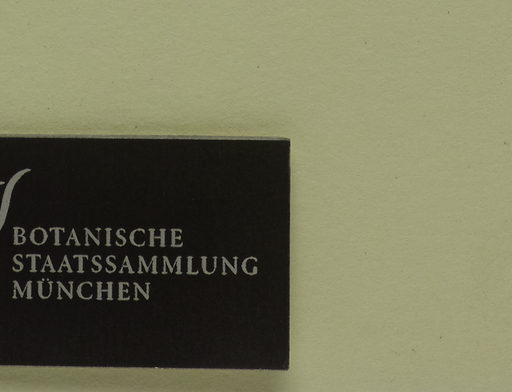 BOTANISCHE
STAATSSAMMLUNG
MÜNCHEN